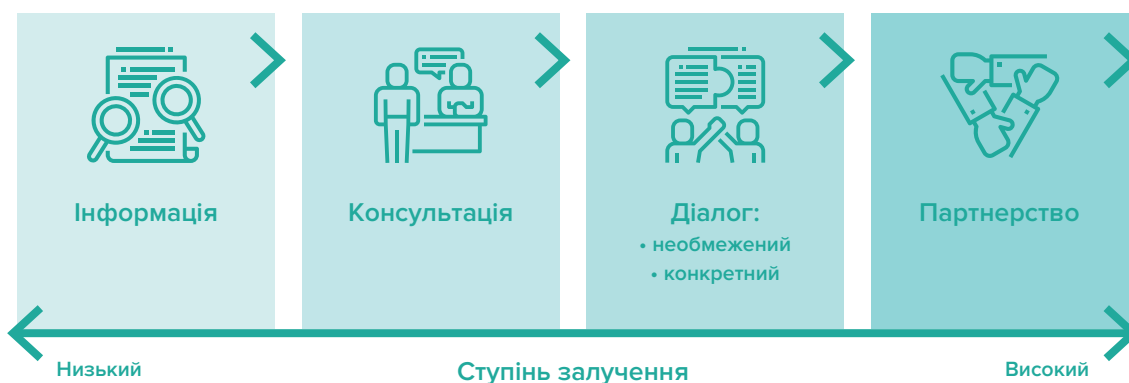 Інформація
Консультація
Діалог:
• необмежений
• конкретний
Партнерство
Низький
Ступінь залучення
Високий